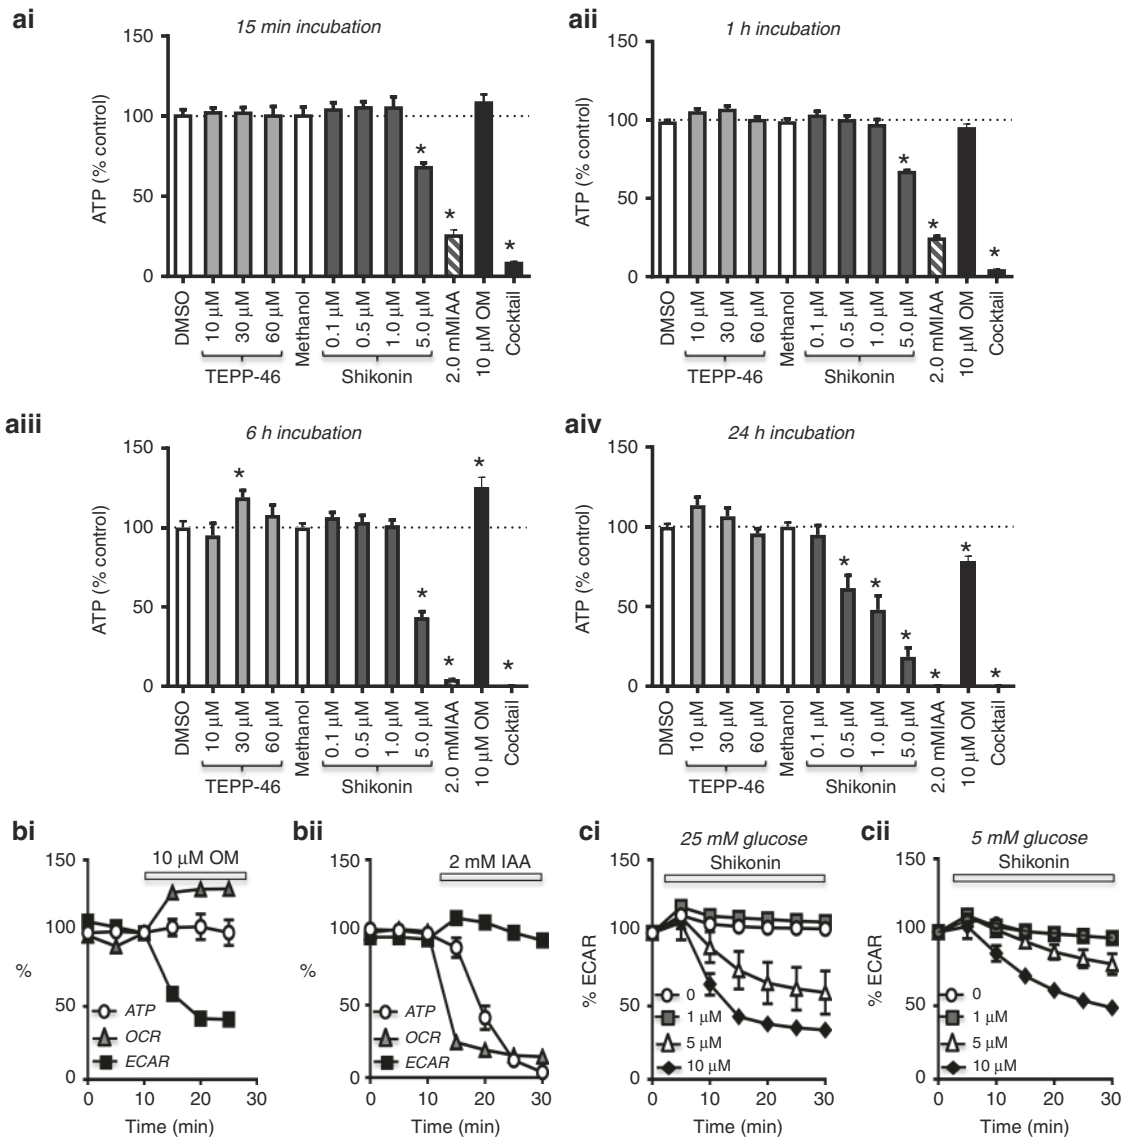 ai
15 min incubation
ATP (% control)
150
100
50
0
*
*
*
DMSO
10 µM
30 µM
60 µM
Methanol
0.1 µM
0.5 µM
1.0 µM
5.0 µM
2.0 mMIAA
10 µM OM
Cocktail
TEPP-46
Shikonin
aii
1 h incubation
ATP (% control)
150
100
50
0
*
*
*
DMSO
10 µM
30 µM
60 µM
Methanol
0.1 µM
0.5 µM
1.0 µM
5.0 µM
2.0 mMIAA
10 µM OM
Cocktail
TEPP-46
Shikonin
aiii
6 h incubation
ATP (% control)
150
100
50
0
*
*
*
*
*
DMSO
10 µM
30 µM
60 µM
Methanol
0.1 µM
0.5 µM
1.0 µM
5.0 µM
2.0 mMIAA
10 µM OM
Cocktail
TEPP-46
Shikonin
aiv
24 h incubation
ATP (% control)
150
100
50
0
*
*
*
*
*
*
DMSO
10 µM
30 µM
60 µM
Methanol
0.1 µM
0.5 µM
1.0 µM
5.0 µM
2.0 mMIAA
10 µM OM
Cocktail
TEPP-46
Shikonin
bi
10 µM OM
%
150
100
50
0
ATP
OCR
ECAR
0 10 20 30
Time (min)
bii
2 mM IAA
%
150
100
50
0
ATP
OCR
ECAR
0 10 20 30
Time (min)
ci
25 mM glucose
Shikonin
% ECAR
150
100
50
0
0
1 µM
5 µM
10 µM
0 10 20 30
Time (min)
cii
5 mM glucose
Shikonin
% ECAR
150
100
50
0
0
1 µM
5 µM
10 µM
0 10 20 30
Time (min)